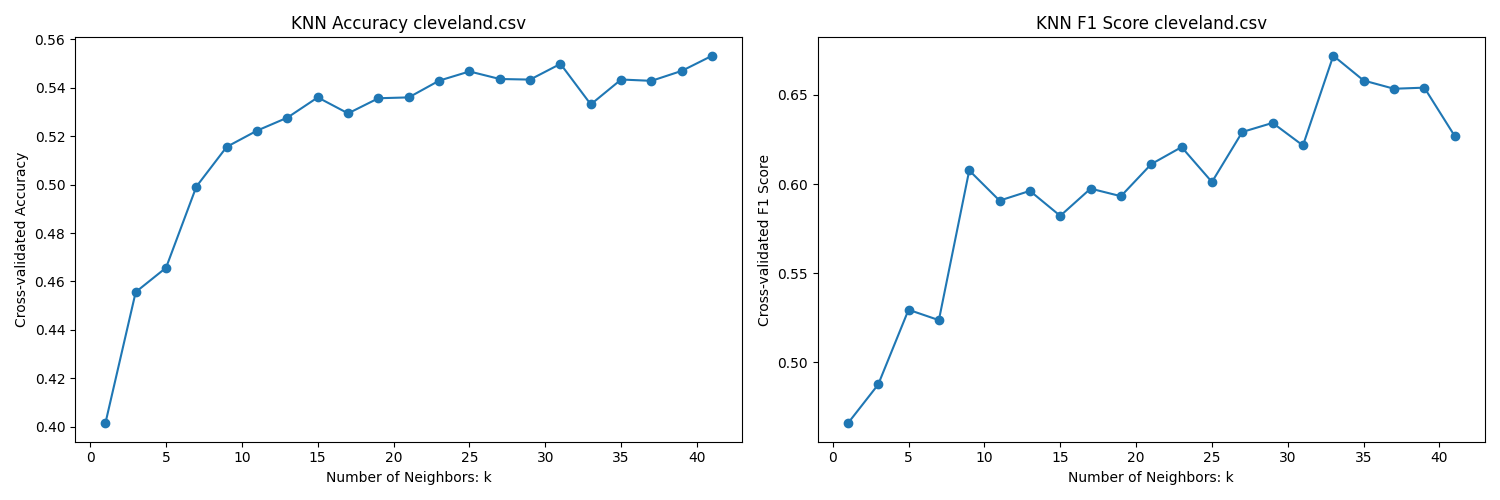 KNN Accuracy cleveland.csv
0.56
0.54
0.52
0.50
0.48
0.46
0.44
0.42
0.40
Cross-validated Accuracy
0 5 10 15 20 25 30 35 40
Number of Neighbors: k
KNN F1 Score cleveland.csv
0.65
0.60
0.55
0.50
Cross-validated F1 Score
0 5 10 15 20 25 30 35 40
Number of Neighbors: k